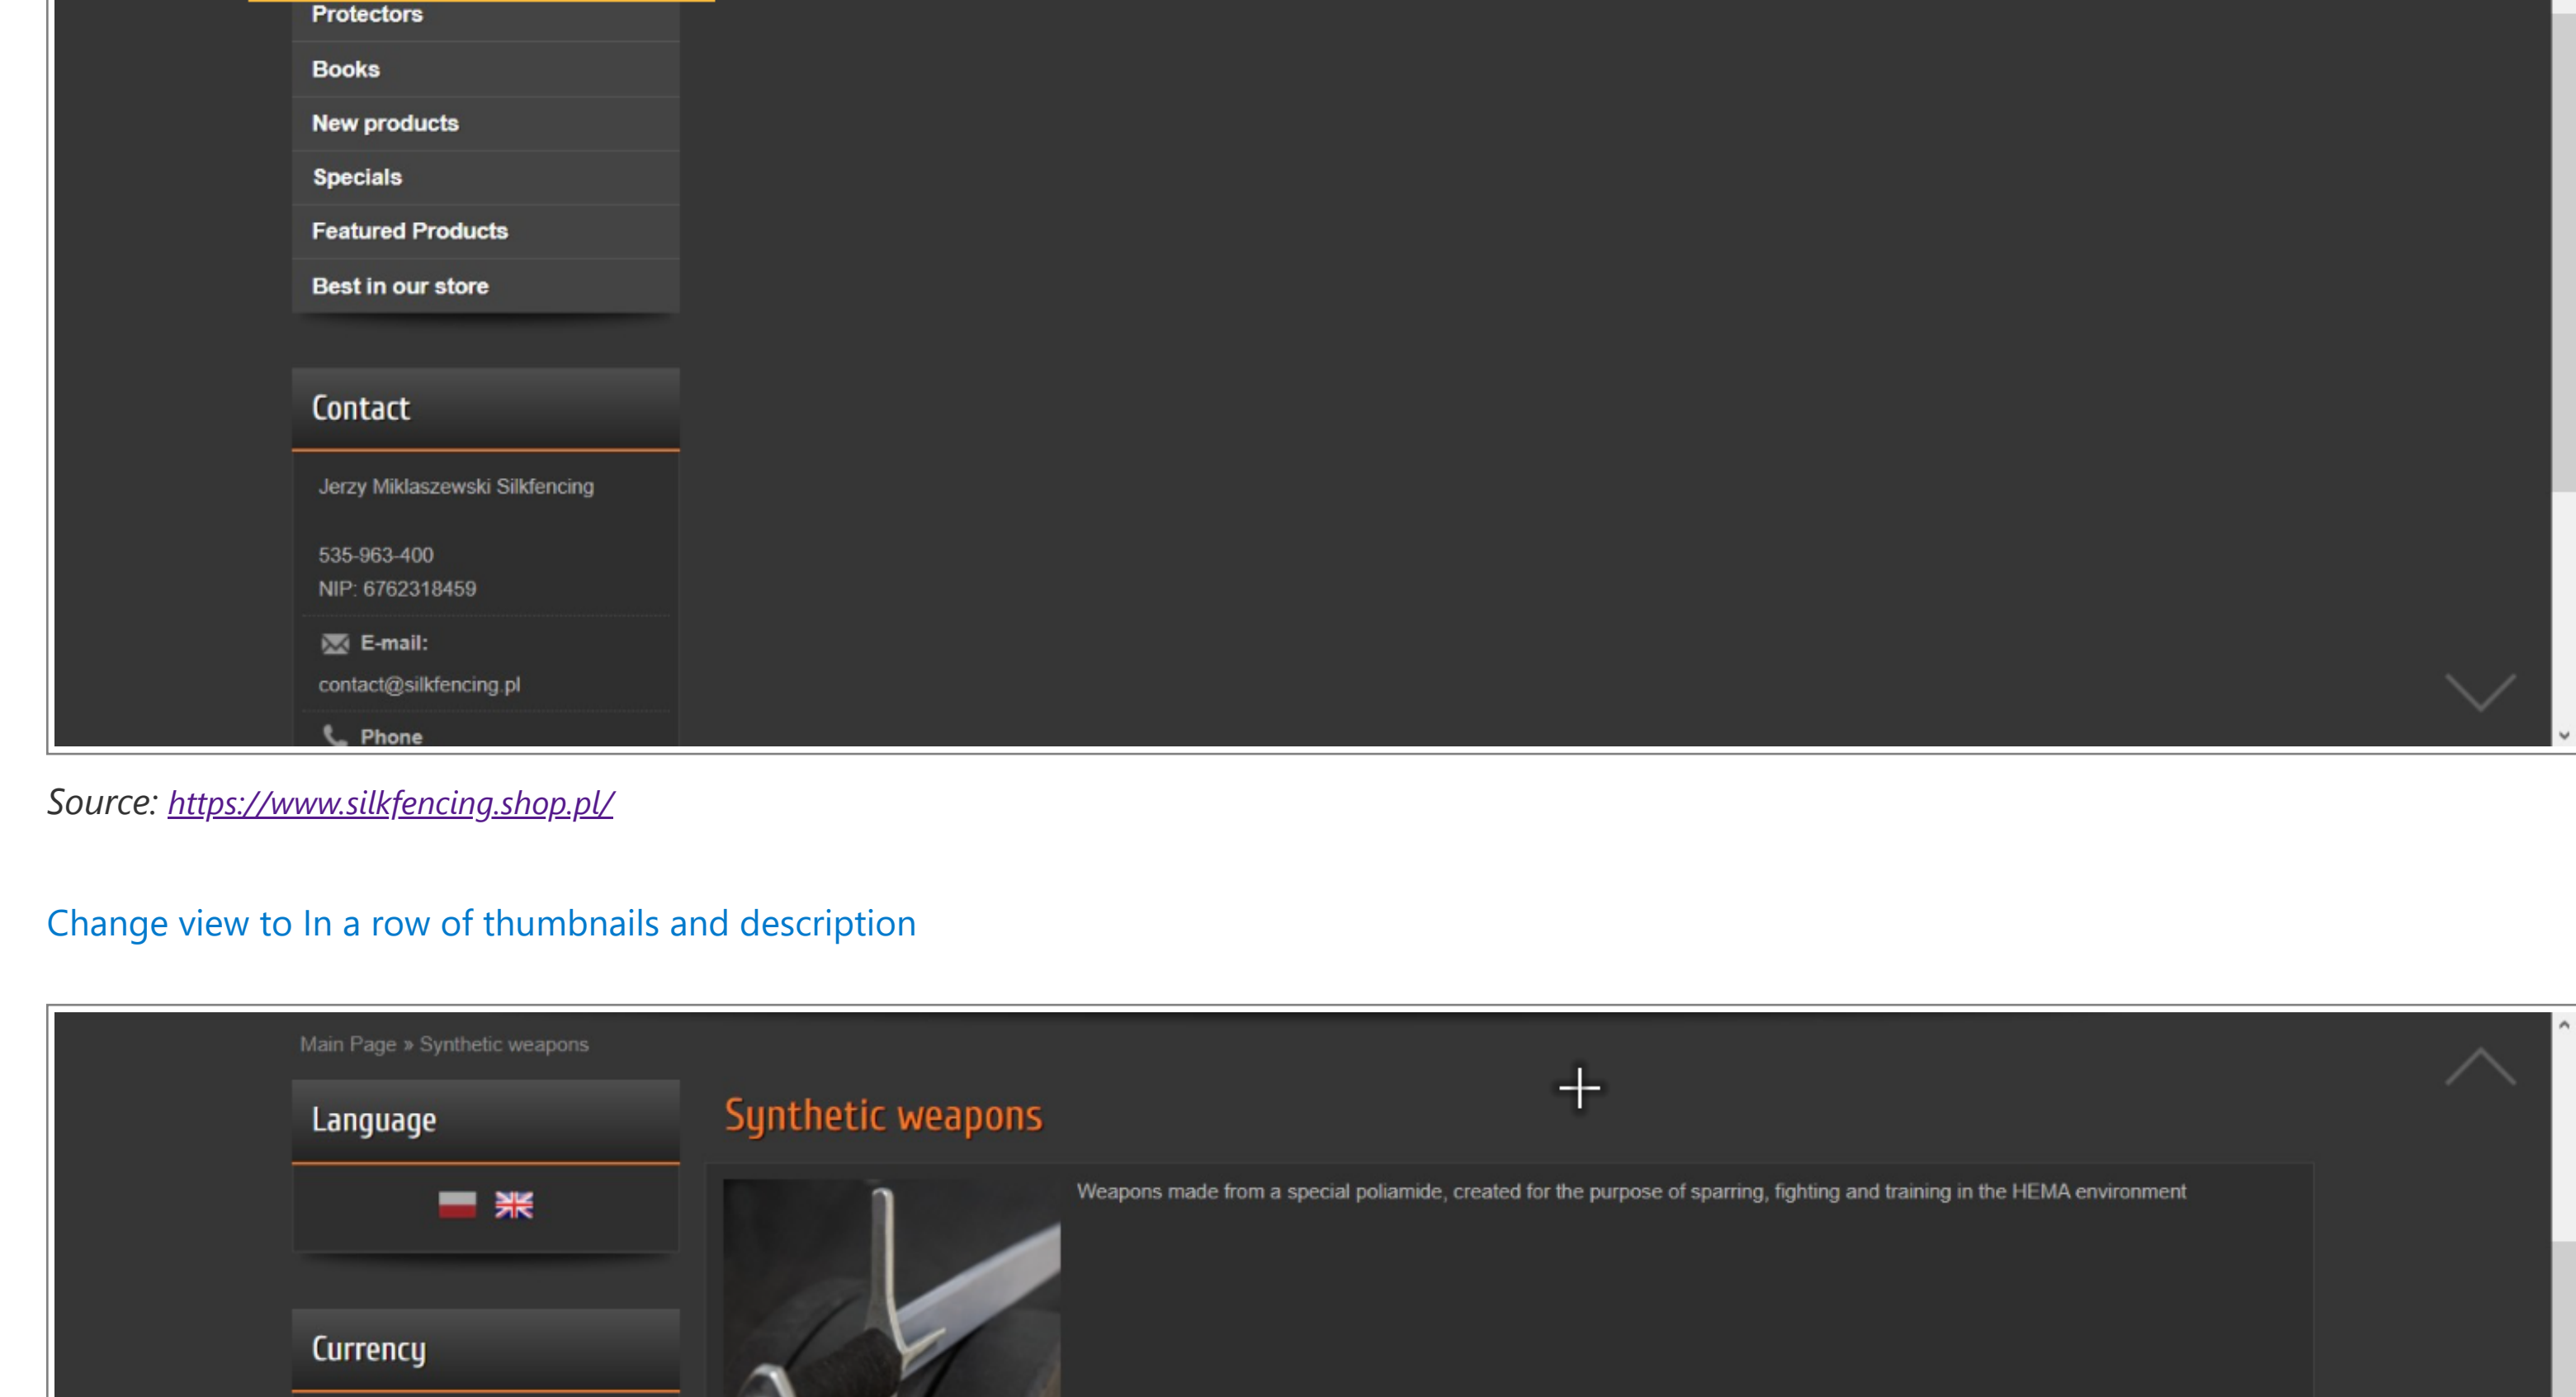 Protectors
Books
New products
Specials
Featured Products
Best in our store
Contact
Jerzy Miklaszewski Silkfencing
535-963-400
NIP: 6762318459
E-mail:
contact@silkfencing.pl
Phone
Source: https://www.silkfencing.shop.pl/
Change view to In a row of thumbnails and description
Main Page » Synthetic weapons
Language
Synthetic weapons
Weapons made from a special poliamide, created for the purpose of sparring, fighting and training in the HEMA environment
Currency